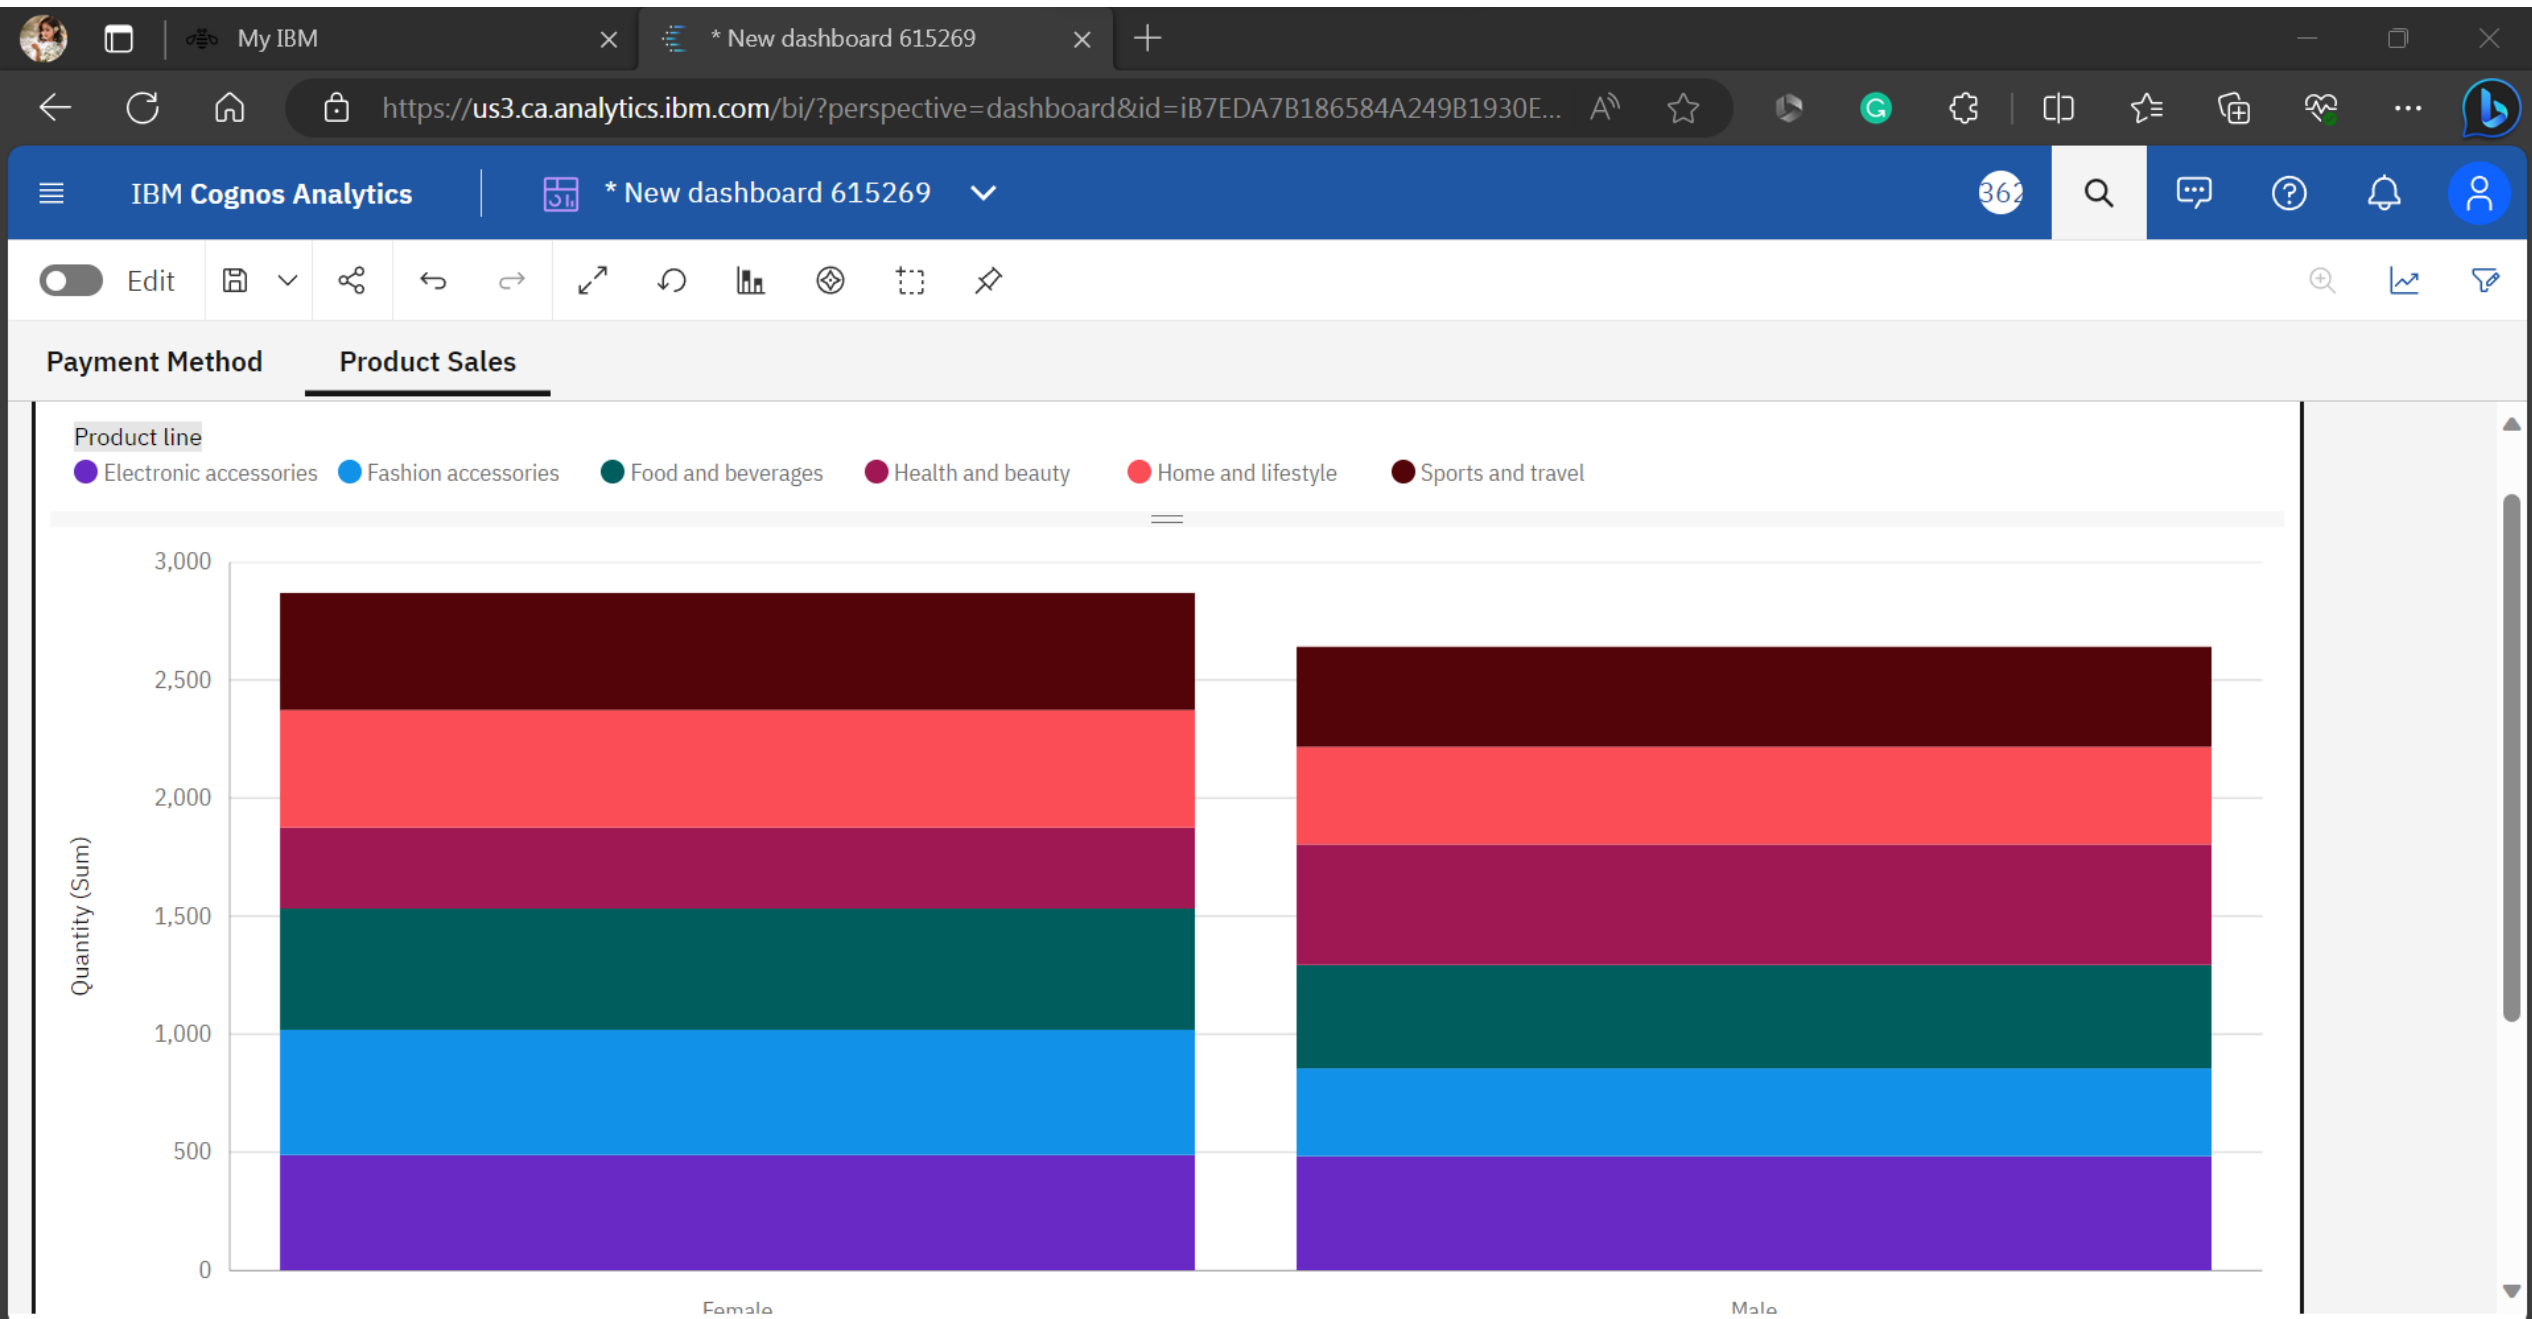 My IBM
* New dashboard 615269
https://us3.ca.analytics.ibm.com/bi/?perspective=dashboard&id=iB7EDA7B186584A249B1930E...
IBM Cognos Analytics
* New dashboard 615269
362
Edit
Payment Method
Product Sales
Product line
Electronic accessories
Fashion accessories
Food and beverages
Health and beauty
Home and lifestyle
Sports and travel
3,000
2,500
2,000
1,500
1,000
500
0
Quantity (Sum)
Female
Male